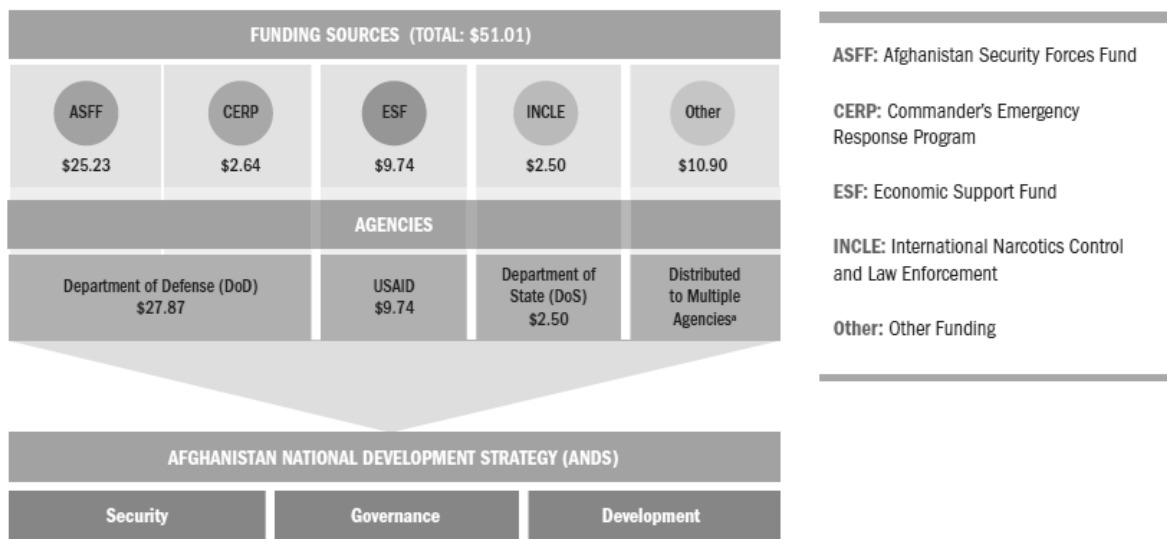 FUNDING SOURCES (TOTAL: $51.01)
ASFF
CERP
ESF
INCLE
Other
$25.23
$2.64
$9.74
$2.50
$10.90
AGENCIES
Department of Defense (DoD)
$27.87
USAID
$9.74
Department of
State (DoS)
$2.50
Distributed
to Multiple
Agenciesᵃ
AFGHANISTAN NATIONAL DEVELOPMENT STRATEGY (ANDS)
Security
Governance
Development
ASFF: Afghanistan Security Forces Fund
CERP: Commander's Emergency
Response Program
ESF: Economic Support Fund
INCLE: International Narcotics Control
and Law Enforcement
Other: Other Funding